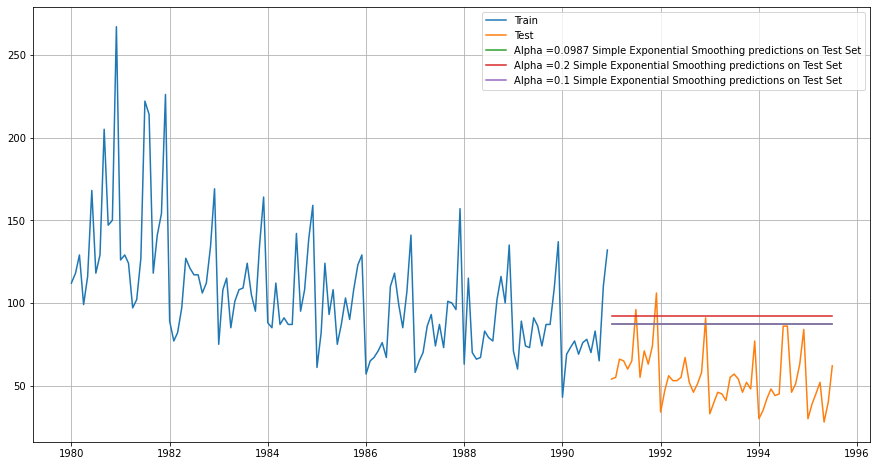 Train
Test
Alpha =0.0987 Simple Exponential Smoothing predictions on Test Set
Alpha =0.2 Simple Exponential Smoothing predictions on Test Set
Alpha =0.1 Simple Exponential Smoothing predictions on Test Set
250
200
150
100
50
1980 1982 1984 1986 1988 1990 1992 1994 1996